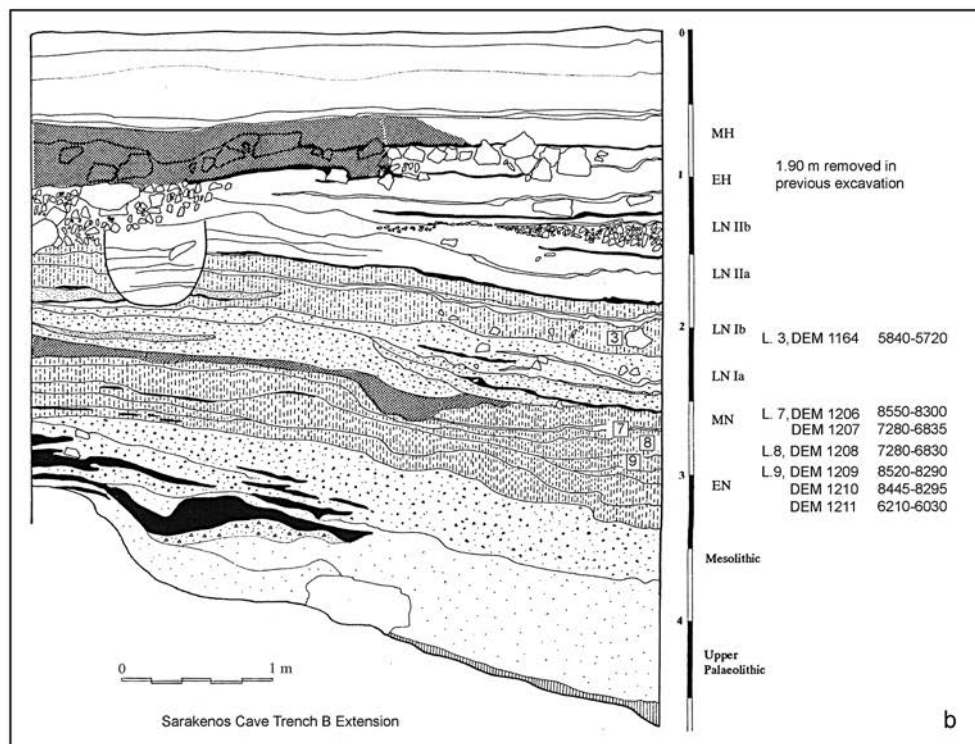 0
MH
1
EH
1.90 m removed in
previous excavation
LN IIb
LN IIa
2
LN Ib
3
L. 3, DEM 1164 5840-5720
LN Ia
MN
L. 7, DEM 1206 8550-8300
7
DEM 1207 7280-6835
8
L.8, DEM 1208 7280-6830
9
L.9, DEM 1209 8520-8290
3
EN
DEM 1210 8445-8295
DEM 1211 6210-6030
Mesolithic
4
Upper
Palaeolithic
0 1 m
Sarakenos Cave Trench B Extension
b